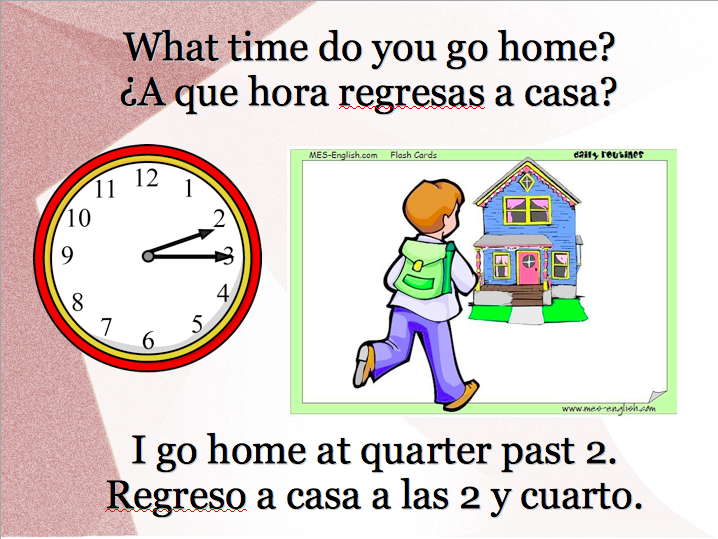 What time do you go home?
¿A que hora regresas a casa?
12
11
1
10
2
9
3
8
4
7
5
6
MES-English.com Flash Cards daily routines
www.mes-english.com
I go home at quarter past 2.
Regreso a casa a las 2 y cuarto.